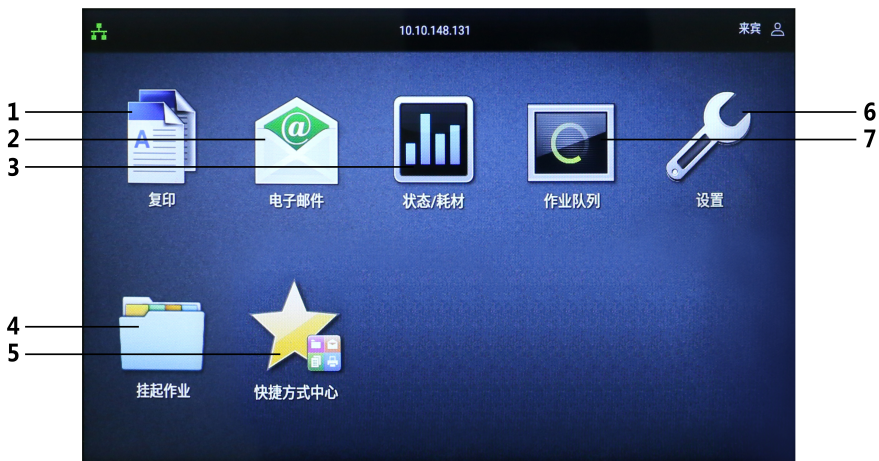 10.10.148.131
来宾
1
2
3
6
7
A
@
复印
电子邮件
状态/耗材
作业队列
设置
4
5
挂起作业
快捷方式中心